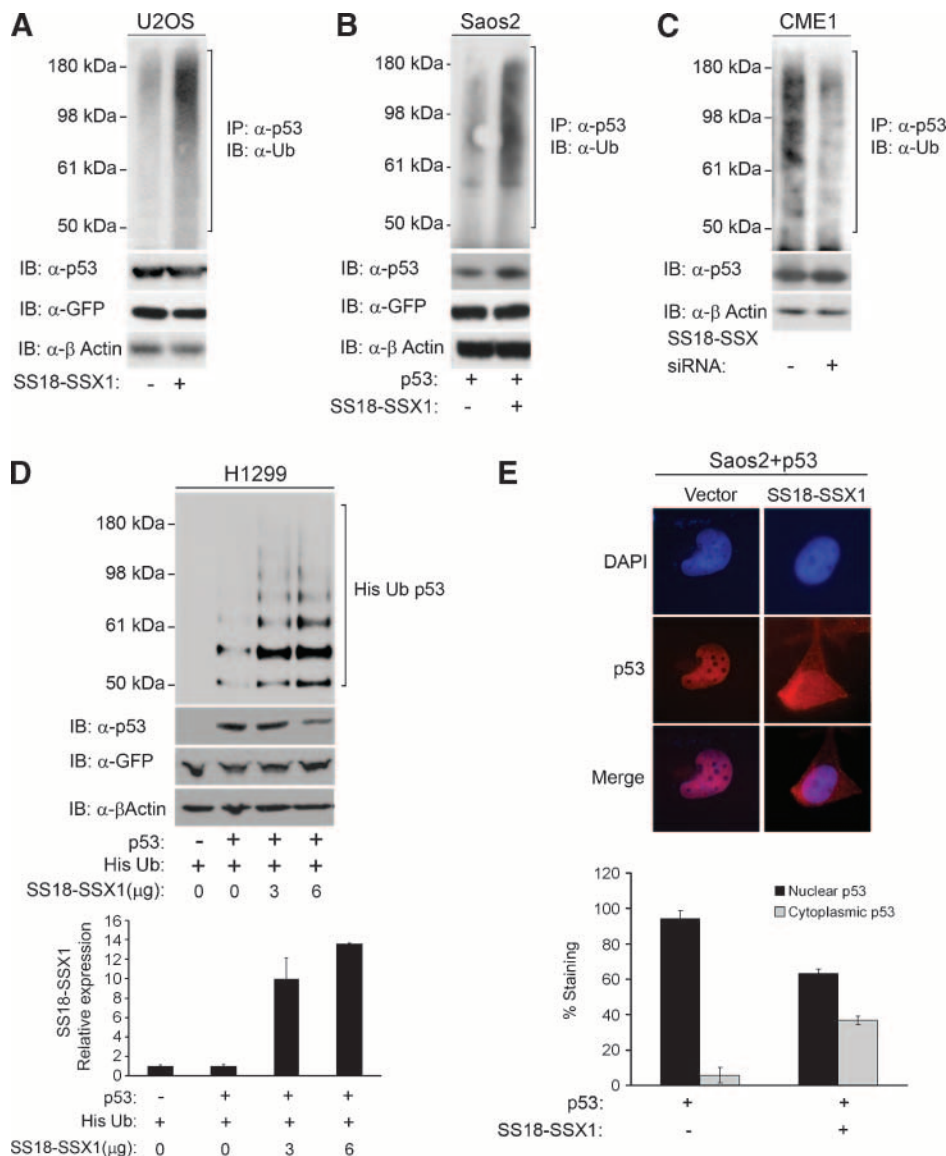 A
U2OS
180 kDa
98 kDa
61 kDa
50 kDa
IP: α-p53
IB: α-Ub
IB: α-p53
IB: α-GFP
IB: α-β Actin
SS18-SSX1: - +
B
Saos2
180 kDa
98 kDa
61 kDa
50 kDa
IP: α-p53
IB: α-Ub
IB: α-p53
IB: α-GFP
IB: α-β Actin
p53: + +
SS18-SSX1: - +
C
CME1
180 kDa
98 kDa
61 kDa
50 kDa
IP: α-p53
IB: α-Ub
IB: α-p53
IB: α-β Actin
SS18-SSX
siRNA: - +
D
H1299
180 kDa
98 kDa
61 kDa
50 kDa
His Ub p53
IB: α-p53
IB: α-GFP
IB: α-βActin
p53: - + + +
His Ub: + + + +
SS18-SSX1(µg): 0 0 3 6
SS18-SSX1
Relative expression
16
14
12
10
8
6
4
2
0
p53: - + + +
His Ub: + + + +
SS18-SSX1(µg): 0 0 3 6
E
Saos2+p53
Vector SS18-SSX1
DAPI
p53
Merge
% Staining
100
80
60
40
20
0
Nuclear p53
Cytoplasmic p53
p53: + +
SS18-SSX1: - +